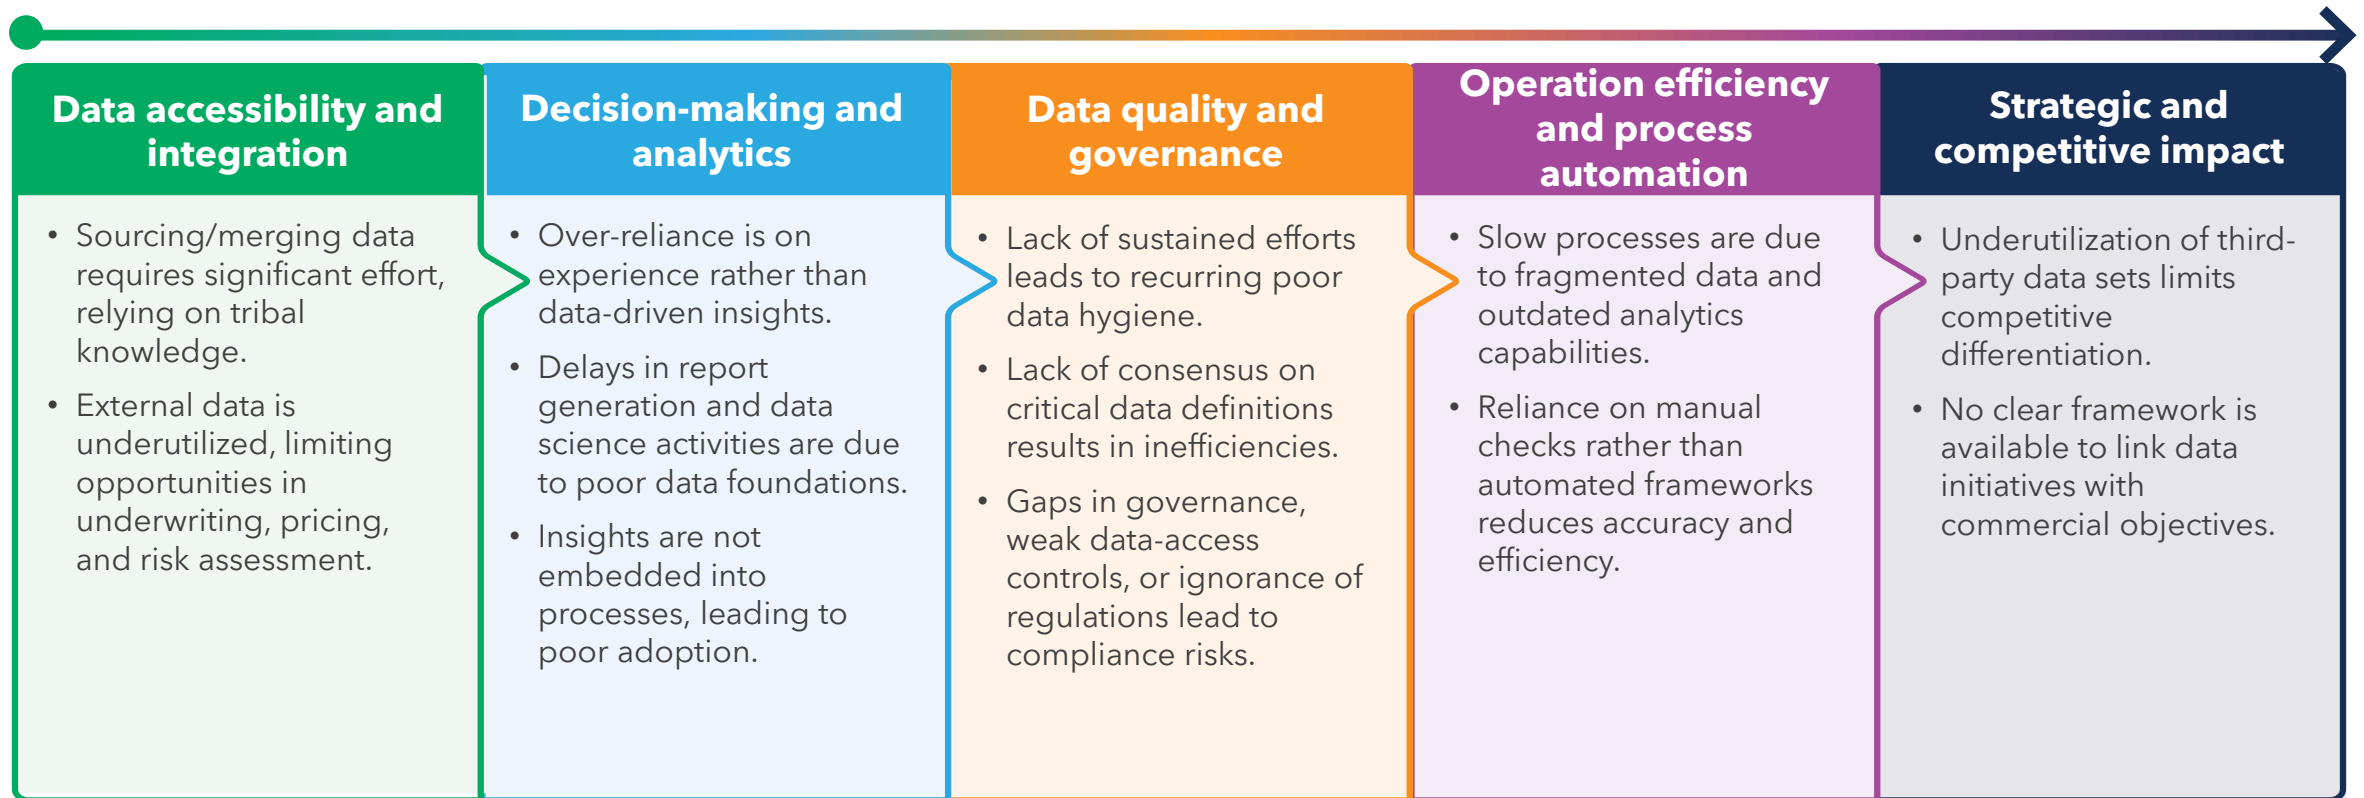 Data accessibility and
integration
• Sourcing/merging data
requires significant effort,
relying on tribal
knowledge.
• External data is
underutilized, limiting
opportunities in
underwriting, pricing,
and risk assessment.
Decision-making and
analytics
• Over-reliance is on
experience rather than
data-driven insights.
• Delays in report
generation and data
science activities are due
to poor data foundations.
• Insights are not
embedded into
processes, leading to
poor adoption.
Data quality and
governance
• Lack of sustained efforts
leads to recurring poor
data hygiene.
• Lack of consensus on
critical data definitions
results in inefficiencies.
• Gaps in governance,
weak data-access
controls, or ignorance of
regulations lead to
compliance risks.
Operation efficiency
and process
automation
• Slow processes are due
to fragmented data and
outdated analytics
capabilities.
• Reliance on manual
checks rather than
automated frameworks
reduces accuracy and
efficiency.
Strategic and
competitive impact
• Underutilization of third-
party data sets limits
competitive
differentiation.
• No clear framework is
available to link data
initiatives with
commercial objectives.